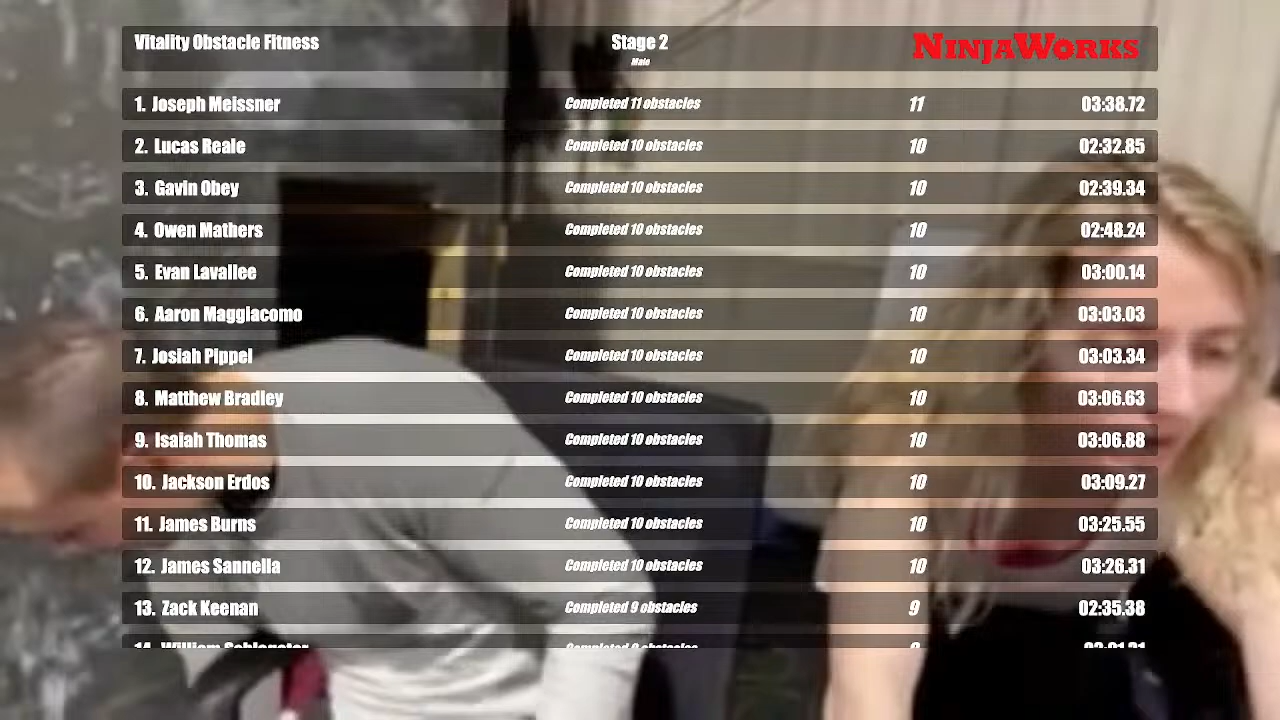 Vitality Obstacle Fitness Stage 2 NINJAWORKS
Male
1. Joseph Meissner Completed 11 obstacles 11 03:38.72
2. Lucas Reale Completed 10 obstacles 10 02:32.85
3. Gavin Obey Completed 10 obstacles 10 02:39.34
4. Owen Mathers Completed 10 obstacles 10 02:48.24
5. Evan Lavallee Completed 10 obstacles 10 03:00.14
6. Aaron Maggiacomo Completed 10 obstacles 10 03:03.03
7. Josiah Pippel Completed 10 obstacles 10 03:03.34
8. Matthew Bradley Completed 10 obstacles 10 03:06.63
9. Isaiah Thomas Completed 10 obstacles 10 03:06.88
10. Jackson Erdos Completed 10 obstacles 10 03:09.27
11. James Burns Completed 10 obstacles 10 03:25.55
12. James Sannella Completed 10 obstacles 10 03:26.31
13. Zack Keenan Completed 9 obstacles 9 02:35.38
14. William